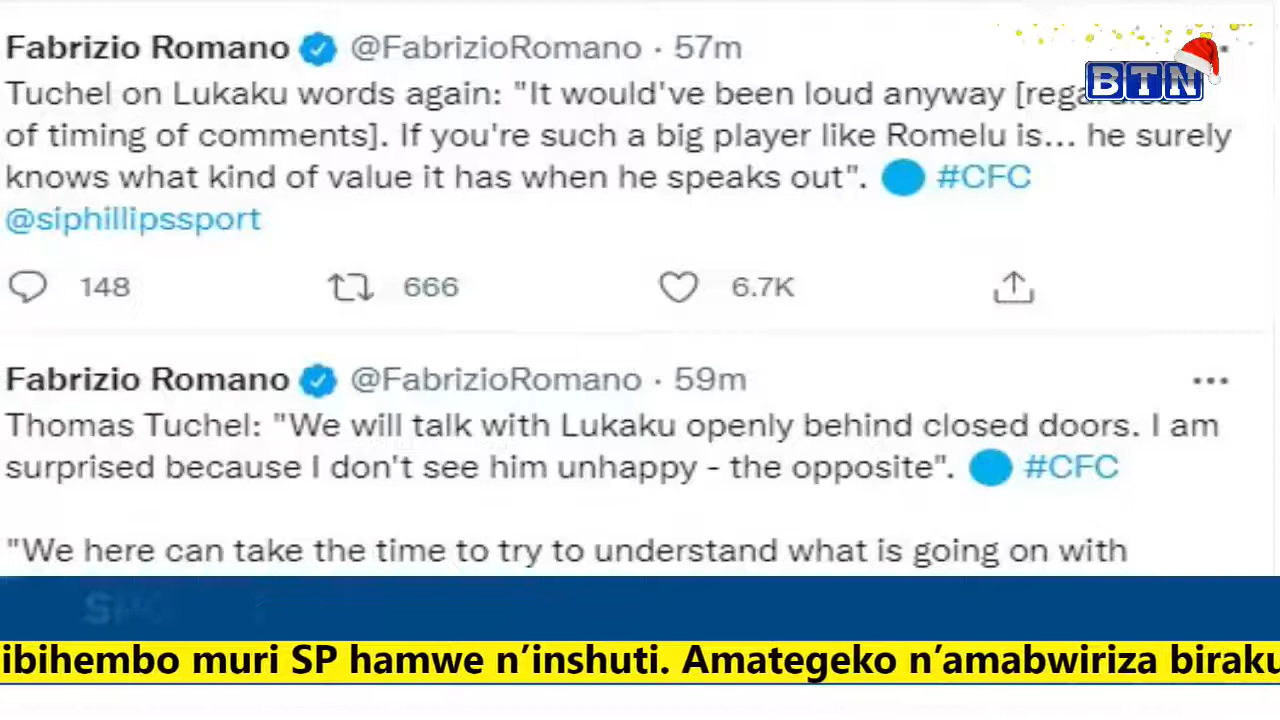 Fabrizio Romano @FabrizioRomano · 57m
BTN
Tuchel on Lukaku words again: "It would've been loud anyway
of timing of comments]. If you're such a big player like Romelu is... he surely
knows what kind of value it has when he speaks out". #CFC
@siphillipssport
148 666 6.7K
Fabrizio Romano @FabrizioRomano · 59m
Thomas Tuchel: "We will talk with Lukaku openly behind closed doors. I am
surprised because I don't see him unhappy - the opposite". #CFC
"We here can take the time to try to understand what is going on with
ibihembo muri SP hamwe n'inshuti. Amategeko n'amabwiriza biraku